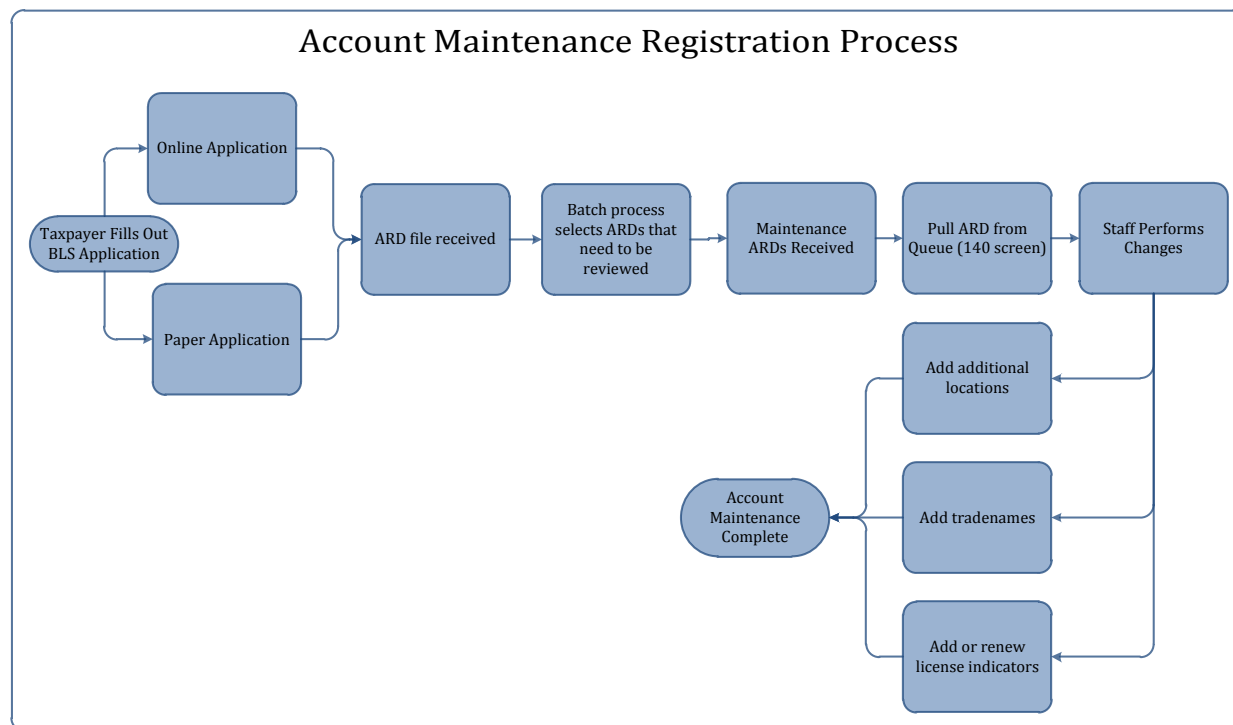 Account Maintenance Registration Process
Online Application
Taxpayer Fills Out
BLS Application
Paper Application
ARD file received
Batch process
selects ARDs that
need to be
reviewed
Maintenance
ARDs Received
Pull ARD from
Queue (140 screen)
Staff Performs
Changes
Add additional
locations
Add tradenames
Add or renew
license indicators
Account
Maintenance
Complete